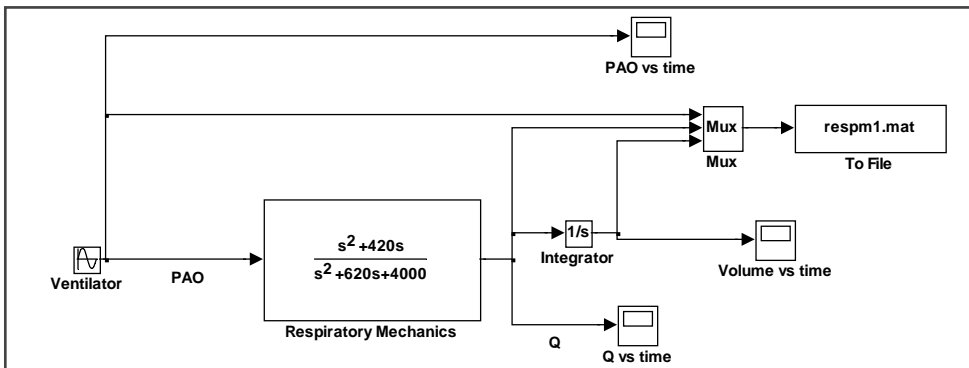 PAO vs time
Mux
Mux
respm1.mat
To File
Ventilator
PAO
s² +420s
s² +620s+4000
Respiratory Mechanics
1/s
Integrator
Volume vs time
Q
Q vs time